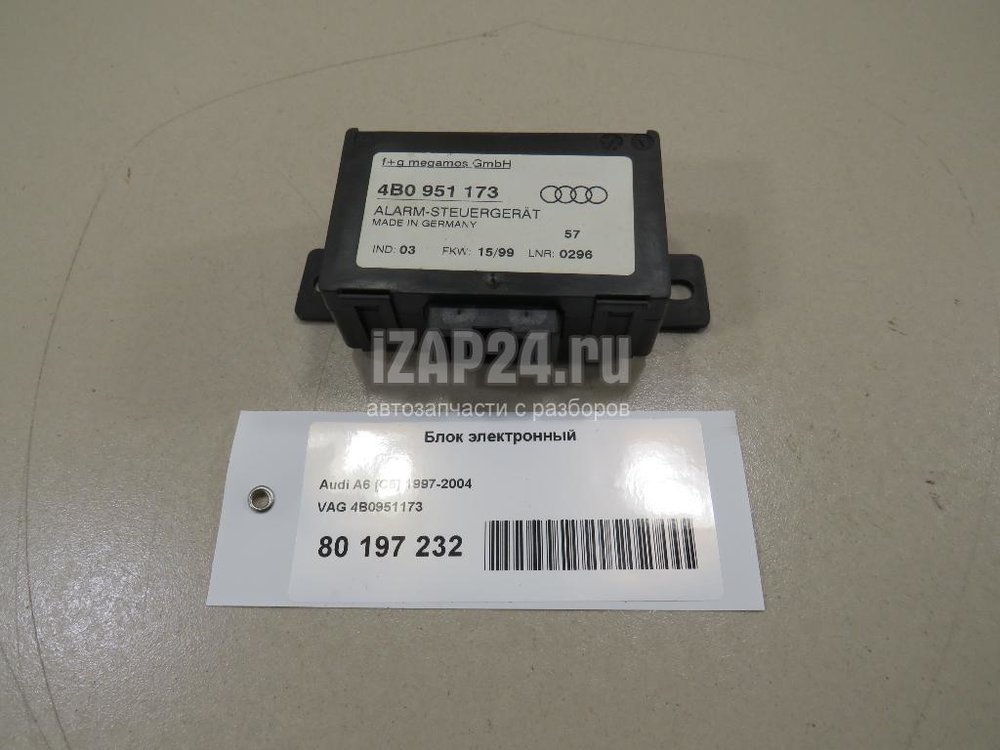 f+g megamos GmbH
4B0 951 173
ALARM-STEUERGERÄT
MADE IN GERMANY
57
IND: 03 FKW: 15/99 LNR: 0296
iZAP24.ru
автозапчасти с разборов
Блок электронный
Audi A6 [C5] 1997-2004
VAG 4B0951173
80 197 232